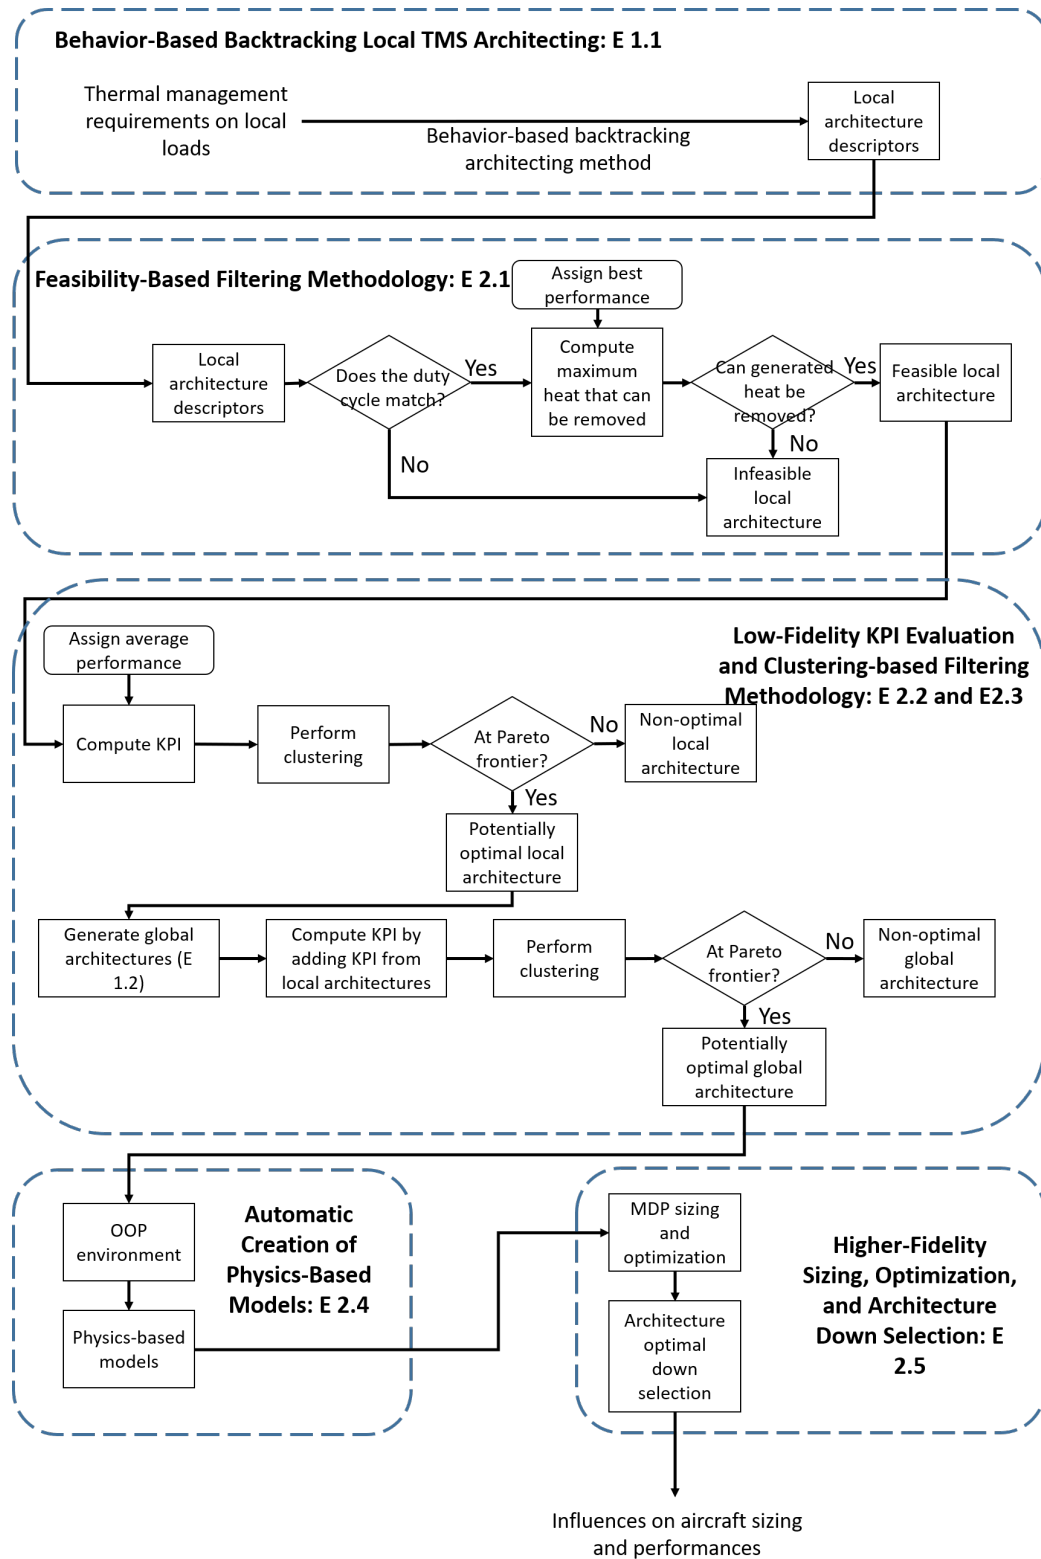 Behavior-Based Backtracking Local TMS Architecting: E 1.1
Thermal management
requirements on local
loads
Behavior-based backtracking
architecting method
Local
architecture
descriptors
Feasibility-Based Filtering Methodology: E 2.1
Assign best
performance
Local
architecture
descriptors
Does the duty
cycle match?
Yes
Compute
maximum
heat that can
be removed
Can generated
heat be
removed?
Yes
Feasible local
architecture
No
No
Infeasible
local
architecture
Low-Fidelity KPI Evaluation
and Clustering-based Filtering
Methodology: E 2.2 and E2.3
Assign average
performance
Compute KPI
Perform
clustering
At Pareto
frontier?
No
Non-optimal
local
architecture
Yes
Potentially
optimal local
architecture
Generate global
architectures (E
1.2)
Compute KPI by
adding KPI from
local architectures
Perform
clustering
At Pareto
frontier?
No
Non-optimal
global
architecture
Yes
Potentially
optimal global
architecture
OOP
environment
Physics-based
models
Automatic
Creation of
Physics-Based
Models: E 2.4
MDP sizing
and
optimization
Architecture
optimal
down
selection
Higher-Fidelity
Sizing, Optimization,
and Architecture
Down Selection: E
2.5
Influences on aircraft sizing
and performances